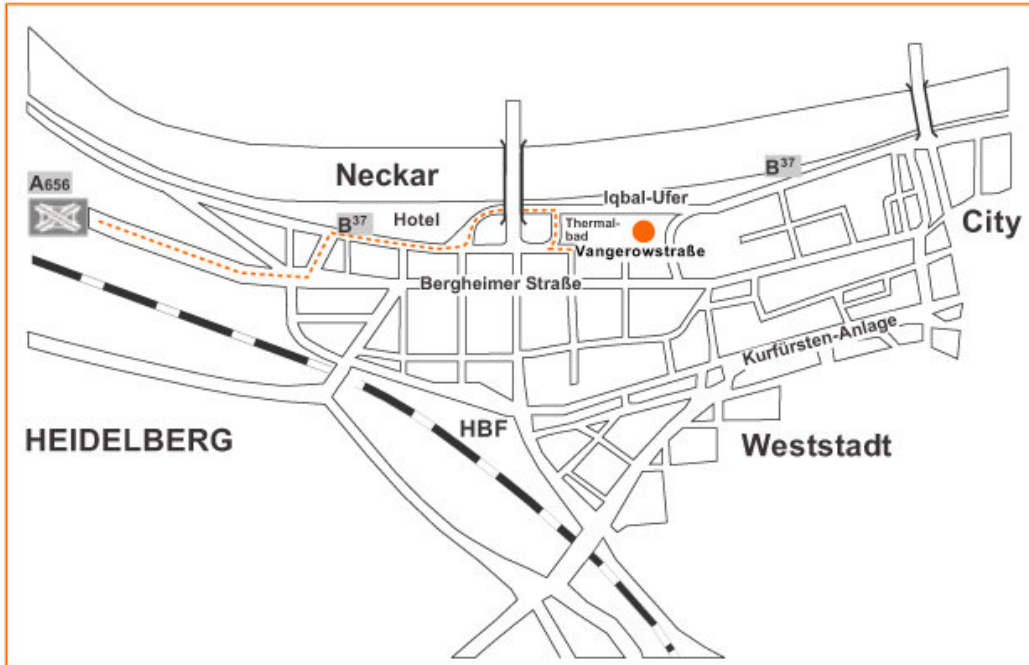 Neckar
B37
A656
Iqbal-Ufer
B37
Hotel
City
Thermal-
bad
Vangerowstraße
Bergheimer Straße
Kurfürsten-Anlage
HEIDELBERG
HBF
Weststadt